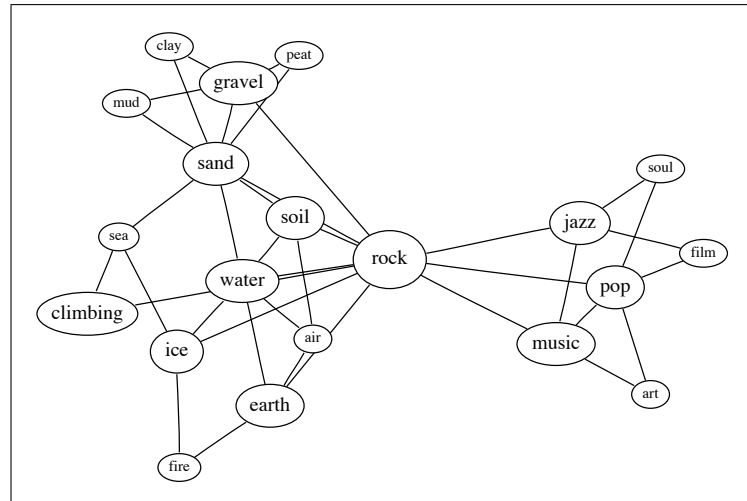 clay
peat
gravel
mud
sand
soul
soil
jazz
sea
film
rock
water
pop
climbing
air
music
ice
art
earth
fire